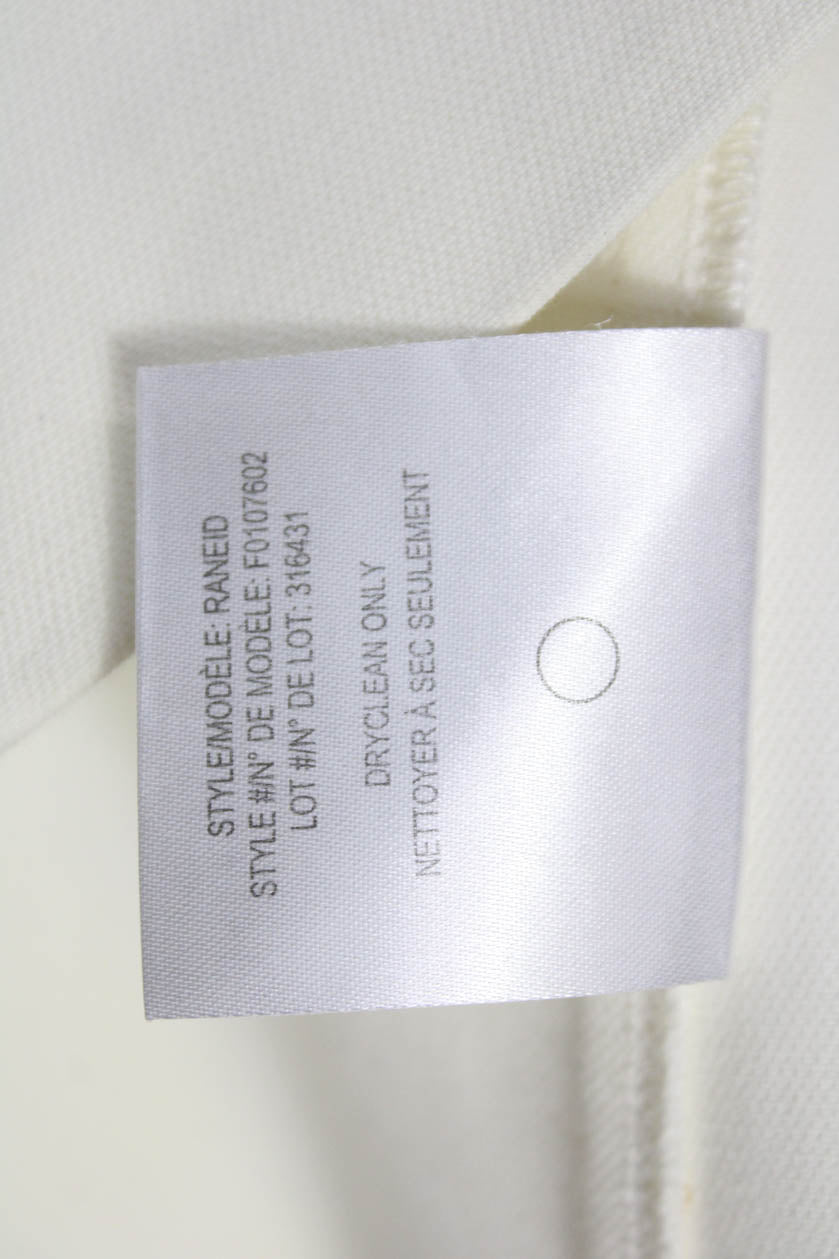 STYLE/MODÈLE: RANEID
STYLE #/N° DE MODÈLE: F0107602
LOT #/N° DE LOT: 316431
DRYCLEAN ONLY
NETTOYER À SEC SEULEMENT